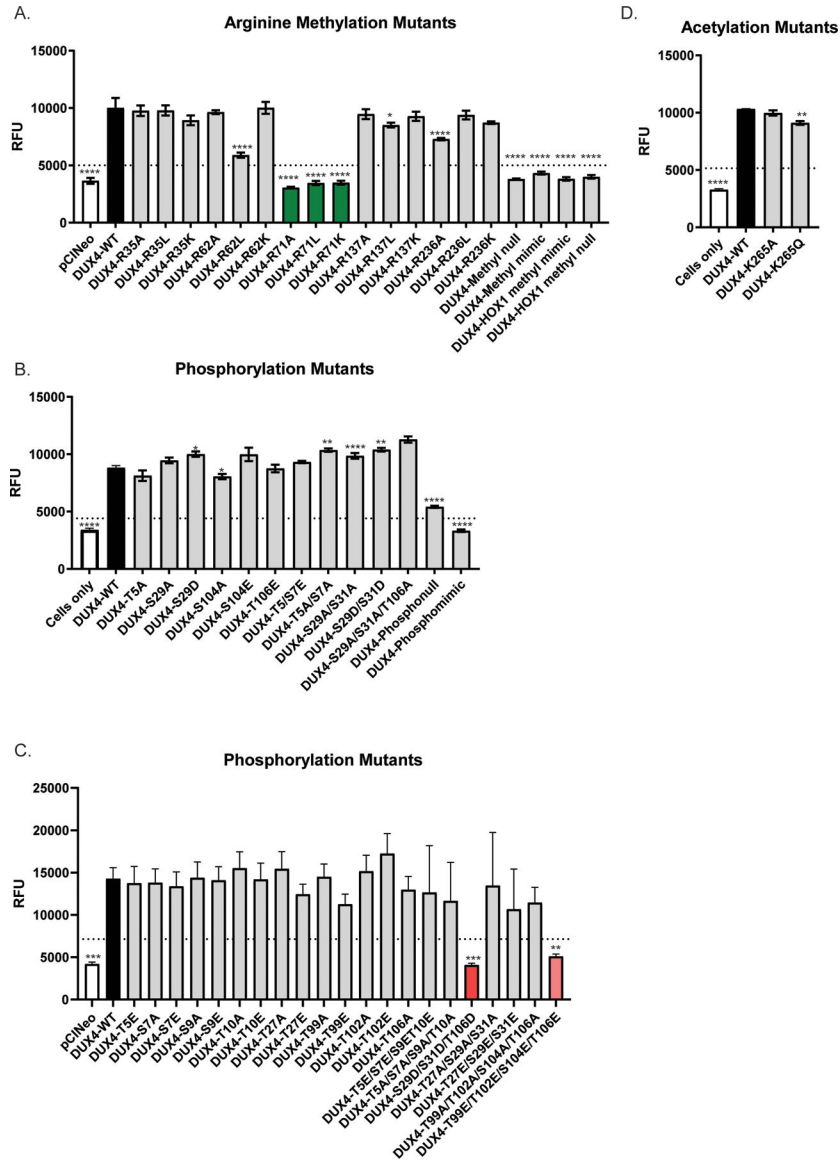 A.
Arginine Methylation Mutants
15000
10000
5000
0
RFU
****
****
****
****
****
*
****
****
****
****
****
pCINeo
DUX4-WT
DUX4-R35A
DUX4-R35L
DUX4-R35K
DUX4-R62A
DUX4-R62L
DUX4-R62K
DUX4-R71A
DUX4-R71L
DUX4-R71K
DUX4-R137A
DUX4-R137L
DUX4-R137K
DUX4-R236A
DUX4-R236L
DUX4-R236K
DUX4-Methyl null
DUX4-Methyl mimic
DUX4-HOX1 methyl mimic
DUX4-HOX1 methyl null
D.
Acetylation Mutants
15000
10000
5000
0
RFU
****
**
Cells only
DUX4-WT
DUX4-K265A
DUX4-K265Q
B.
Phosphorylation Mutants
15000
10000
5000
0
RFU
****
*
*
**
****
**
****
****
Cells only
DUX4-WT
DUX4-T5A
DUX4-S29A
DUX4-S29D
DUX4-S104A
DUX4-S104E
DUX4-T106E
DUX4-T5/S7E
DUX4-T5A/S7A
DUX4-S29A/S31A
DUX4-S29D/S31D
DUX4-S29A/S31A/T106A
DUX4-Phosphonull
DUX4-Phosphomimic
C.
Phosphorylation Mutants
25000
20000
15000
10000
5000
0
RFU
***
***
**
pCINeo
DUX4-WT
DUX4-T5E
DUX4-S7A
DUX4-S7E
DUX4-S9A
DUX4-S9E
DUX4-T10A
DUX4-T10E
DUX4-T27A
DUX4-T27E
DUX4-T99A
DUX4-T99E
DUX4-T102A
DUX4-T102E
DUX4-T106A
DUX4-T5E/S7E/S9ET10E
DUX4-T5A/S7A/S9A/T10A
DUX4-S29D/S31D/T106D
DUX4-T27A/S29A/S31A
DUX4-T27E/S29E/S31E
DUX4-T99A/T102A/S104A/T106A
DUX4-T99E/T102E/S104E/T106E